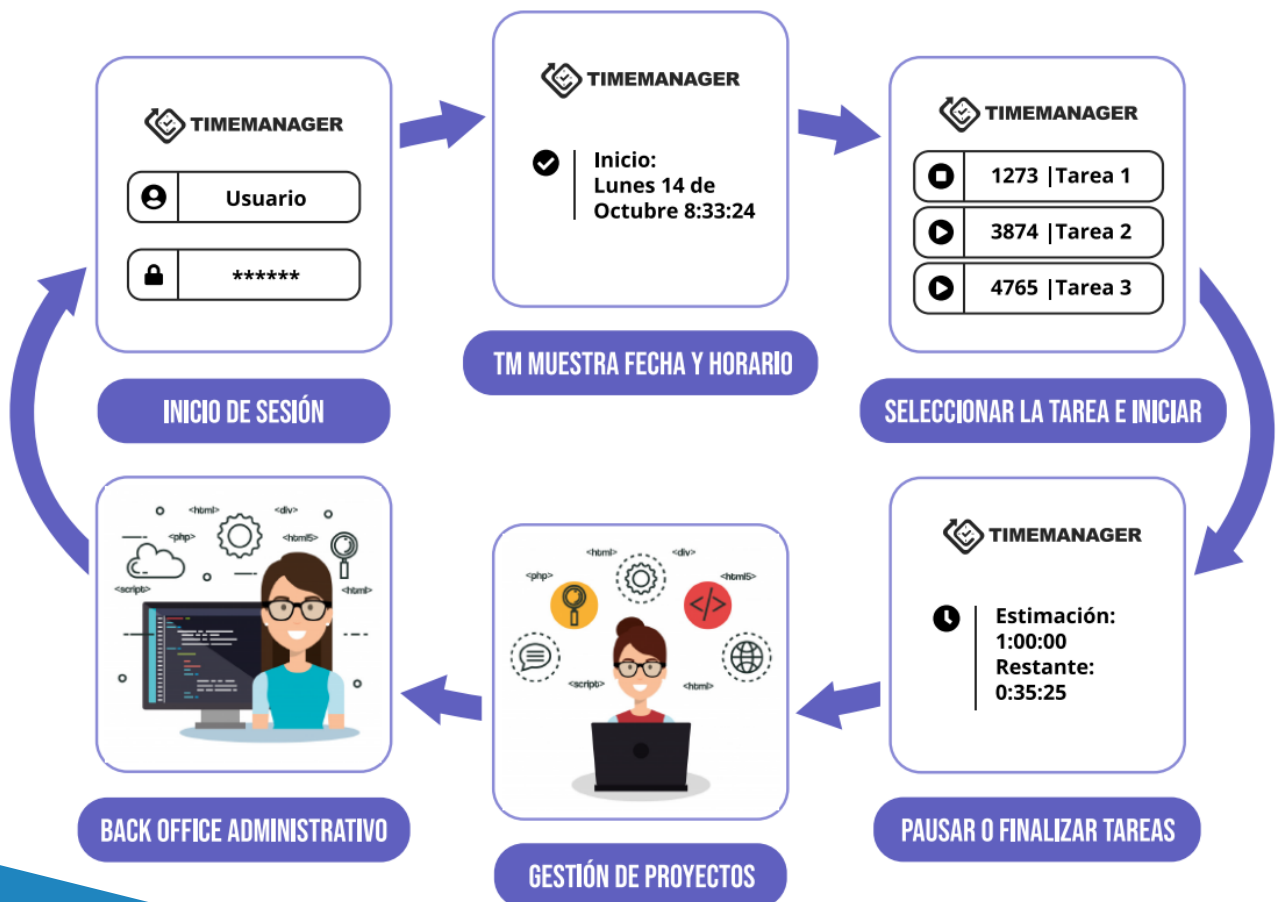 TIMEMANAGER
Usuario
******
INICIO DE SESIÓN
TIMEMANAGER
Inicio:
Lunes 14 de
Octubre 8:33:24
TM MUESTRA FECHA Y HORARIO
TIMEMANAGER
1273 |Tarea 1
3874 |Tarea 2
4765 |Tarea 3
SELECCIONAR LA TAREA E INICIAR
TIMEMANAGER
Estimación:
1:00:00
Restante:
0:35:25
PAUSAR O FINALIZAR TAREAS
<html>
<div>
<php>
<html5>
</>
<script>
<html>
GESTIÓN DE PROYECTOS
<html>
<div>
<php>
<html5>
<script>
<html>
BACK OFFICE ADMINISTRATIVO